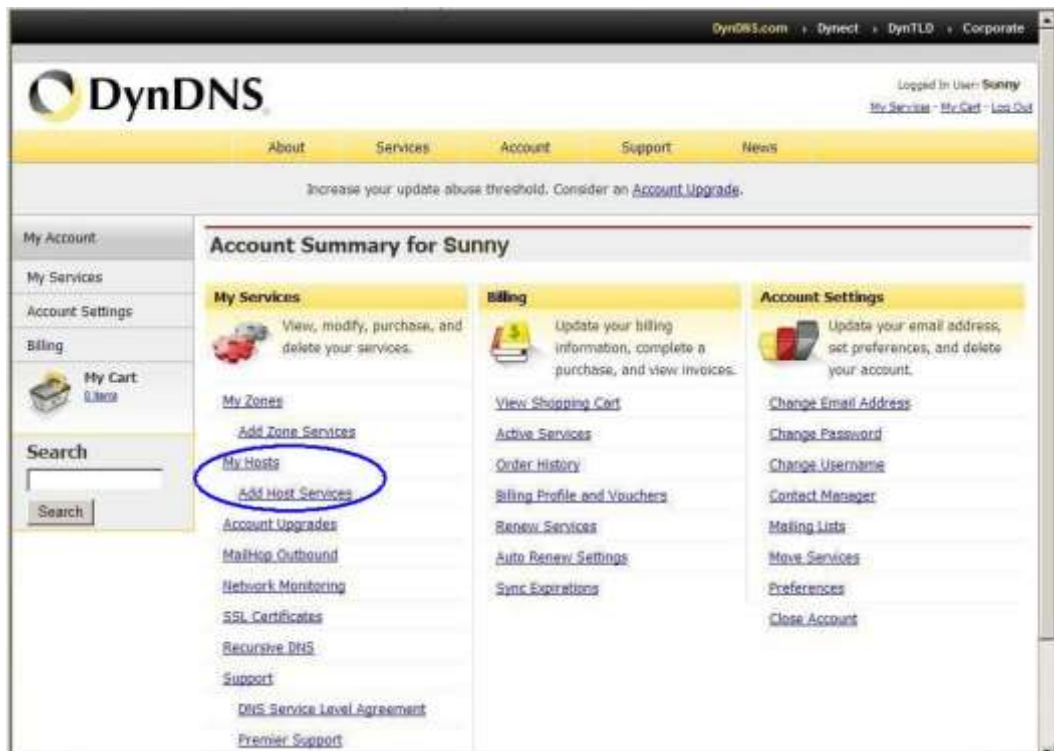 DynDNS.com › Dynect › DynTLD › Corporate
DynDNS
Logged In User: Sunny
My Services - My Cart - Log Out
About Services Account Support News
Increase your update abuse threshold. Consider an Account Upgrade.
My Account
My Services
Account Settings
Billing
My Cart
0 items
Search
Search
Account Summary for Sunny
My Services
View, modify, purchase, and
delete your services.
My Zones
Add Zone Services
My Hosts
Add Host Services
Account Upgrades
MailHop Outbound
Network Monitoring
SSL Certificates
Recursive DNS
Support
DNS Service Level Agreement
Premier Support
Billing
Update your billing
information, complete a
purchase, and view invoices.
View Shopping Cart
Active Services
Order History
Billing Profile and Vouchers
Renew Services
Auto Renew Settings
Sync Expirations
Account Settings
Update your email address,
set preferences, and delete
your account.
Change Email Address
Change Password
Change Username
Contact Manager
Mailing Lists
Move Services
Preferences
Close Account